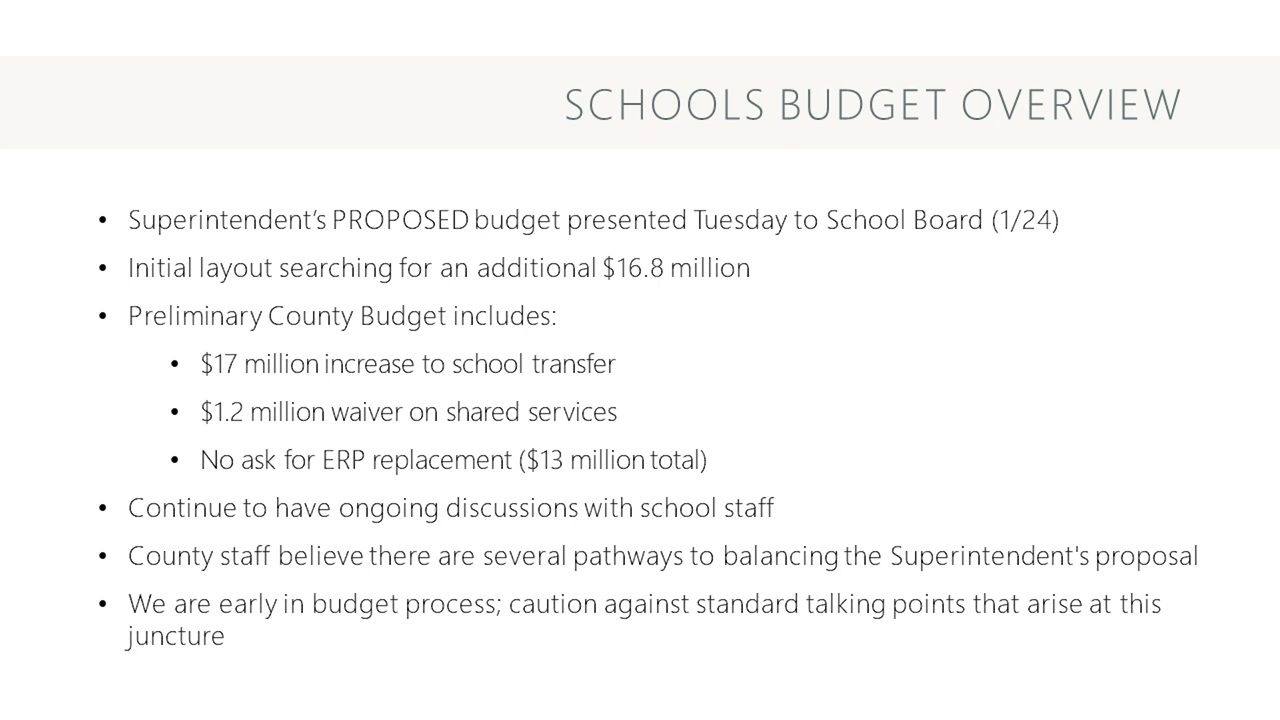 SCHOOLS BUDGET OVERVIEW
• Superintendent’s PROPOSED budget presented Tuesday to School Board (1/24)
• Initial layout searching for an additional $16.8 million
• Preliminary County Budget includes:
• $17 million increase to school transfer
• $1.2 million waiver on shared services
• No ask for ERP replacement ($13 million total)
• Continue to have ongoing discussions with school staff
• County staff believe there are several pathways to balancing the Superintendent's proposal
• We are early in budget process; caution against standard talking points that arise at this
juncture